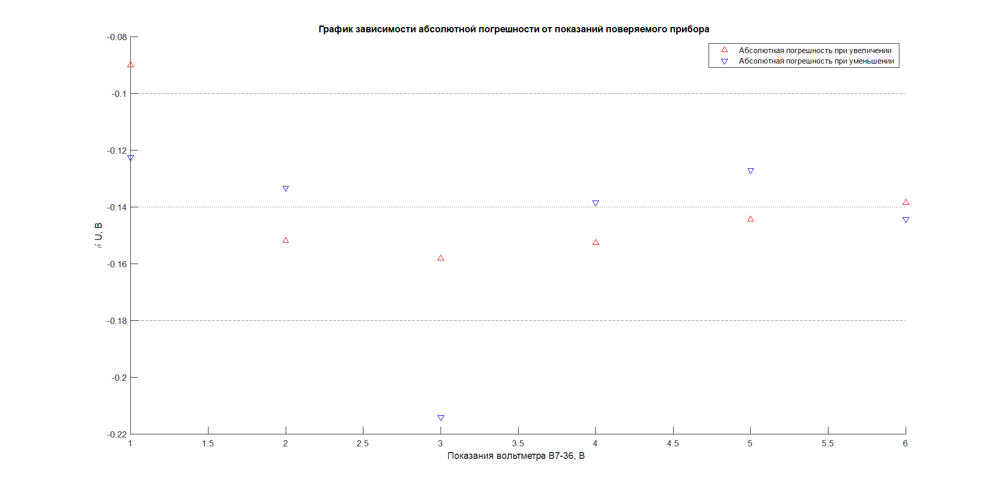 График зависимости абсолютной погрешности от показаний поверяемого прибора
Абсолютная погрешность при увеличении
Абсолютная погрешность при уменьшении
-0.08
-0.1
-0.12
-0.14
-0.16
-0.18
-0.2
-0.22
δ U, В
1 1.5 2 2.5 3 3.5 4 4.5 5 5.5 6
Показания вольтметра В7-36, В